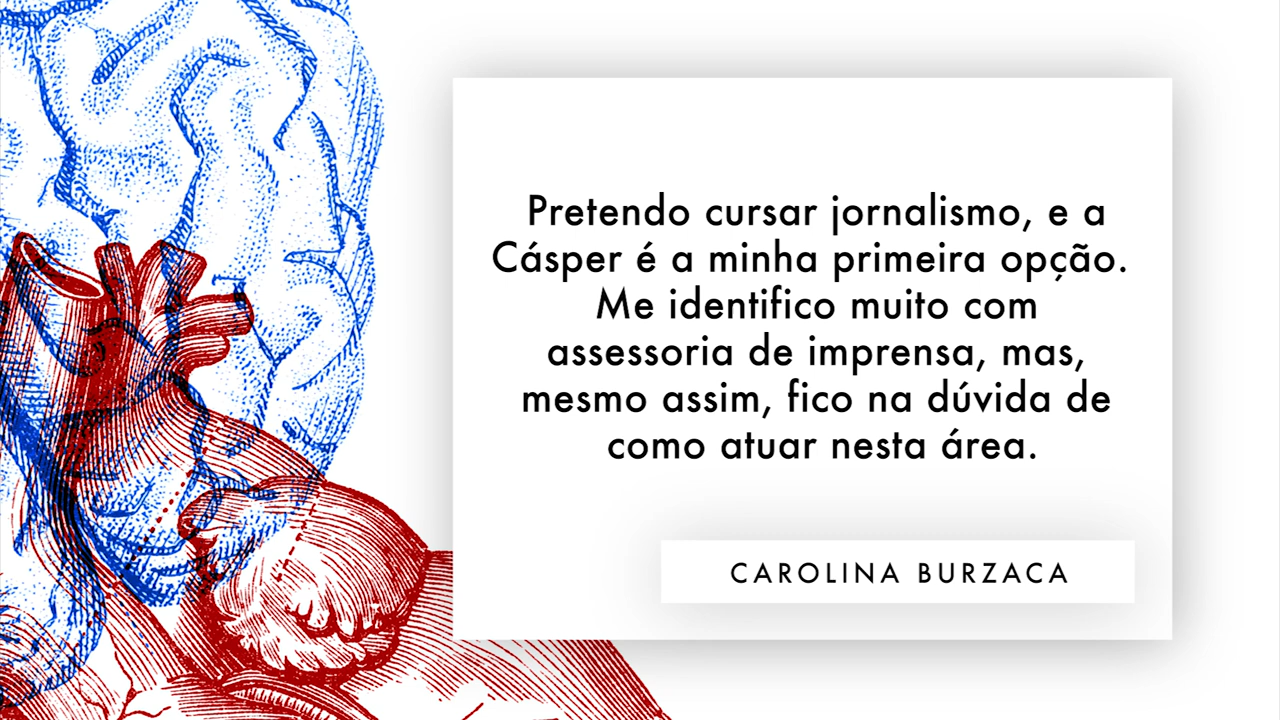 Pretendo cursar jornalismo, e a
Cásper é a minha primeira opção.
Me identifico muito com
assessoria de imprensa, mas,
mesmo assim, fico na dúvida de
como atuar nesta área.
CAROLINA BURZACA